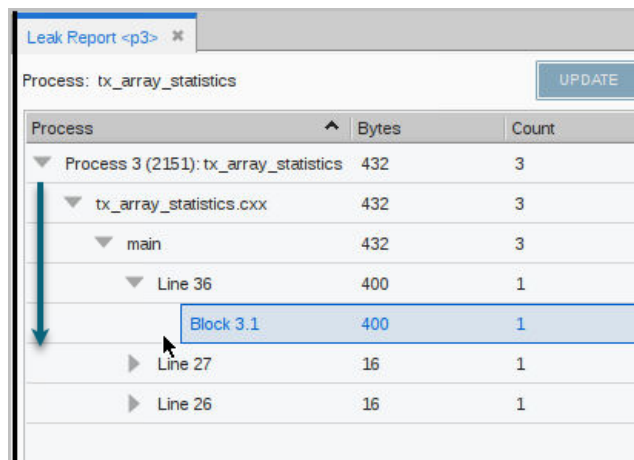 Leak Report <p3> ✖
Process: tx_array_statistics
UPDATE
Process Bytes Count
Process 3 (2151): tx_array_statistics 432 3
tx_array_statistics.cxx 432 3
main 432 3
Line 36 400 1
Block 3.1 400 1
Line 27 16 1
Line 26 16 1